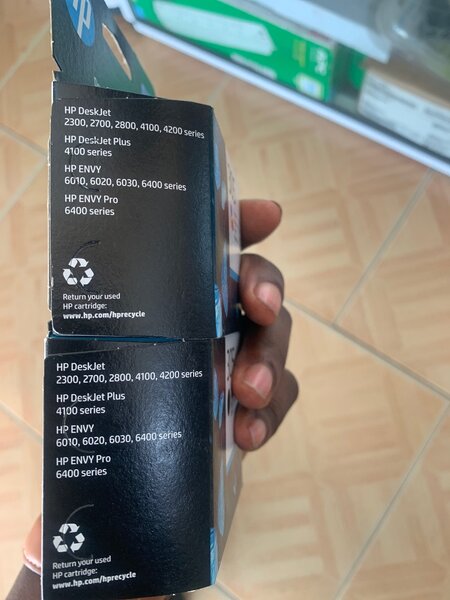 hp
HP DeskJet
2300, 2700, 2800, 4100, 4200 series
HP DeskJet Plus
4100 series
HP ENVY
6010, 6020, 6030, 6400 series
HP ENVY Pro
6400 series
Return your used
HP cartridge:
www.hp.com/hprecycle
HP DeskJet
2300, 2700, 2800, 4100, 4200 series
HP DeskJet Plus
4100 series
HP ENVY
6010, 6020, 6030, 6400 series
HP ENVY Pro
6400 series
Return your used
HP cartridge:
www.hp.com/hprecycle